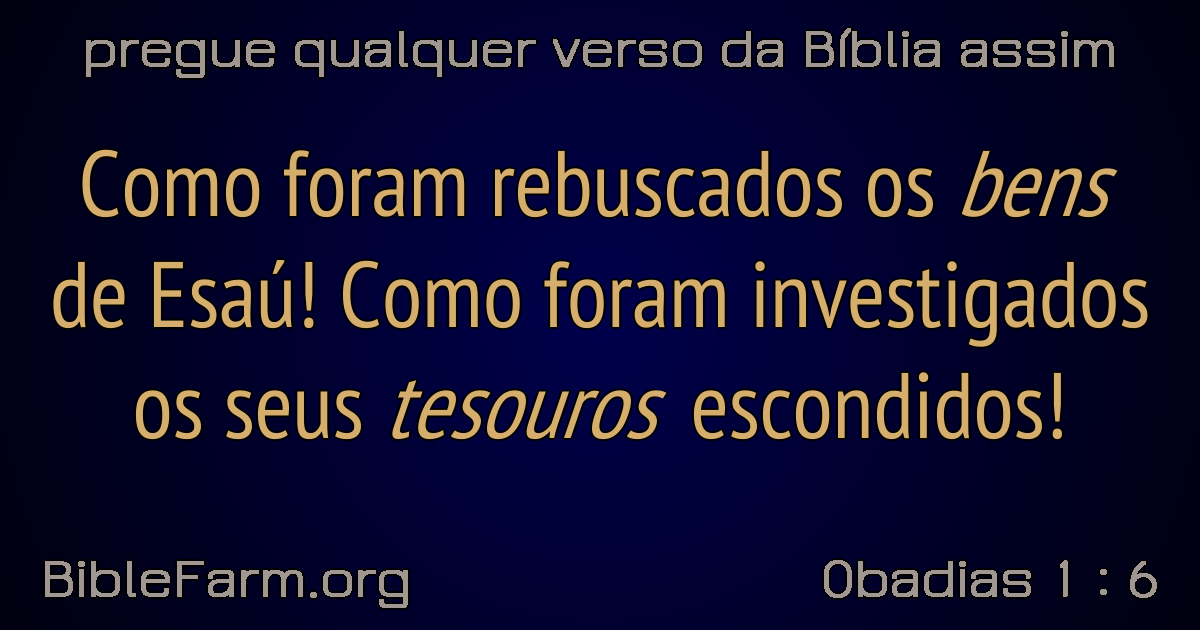 pregue qualquer verso da Bíblia assim
Como foram rebuscados os bens
de Esaú! Como foram investigados
os seus tesouros escondidos!
BibleFarm.org
Obadias 1 : 6